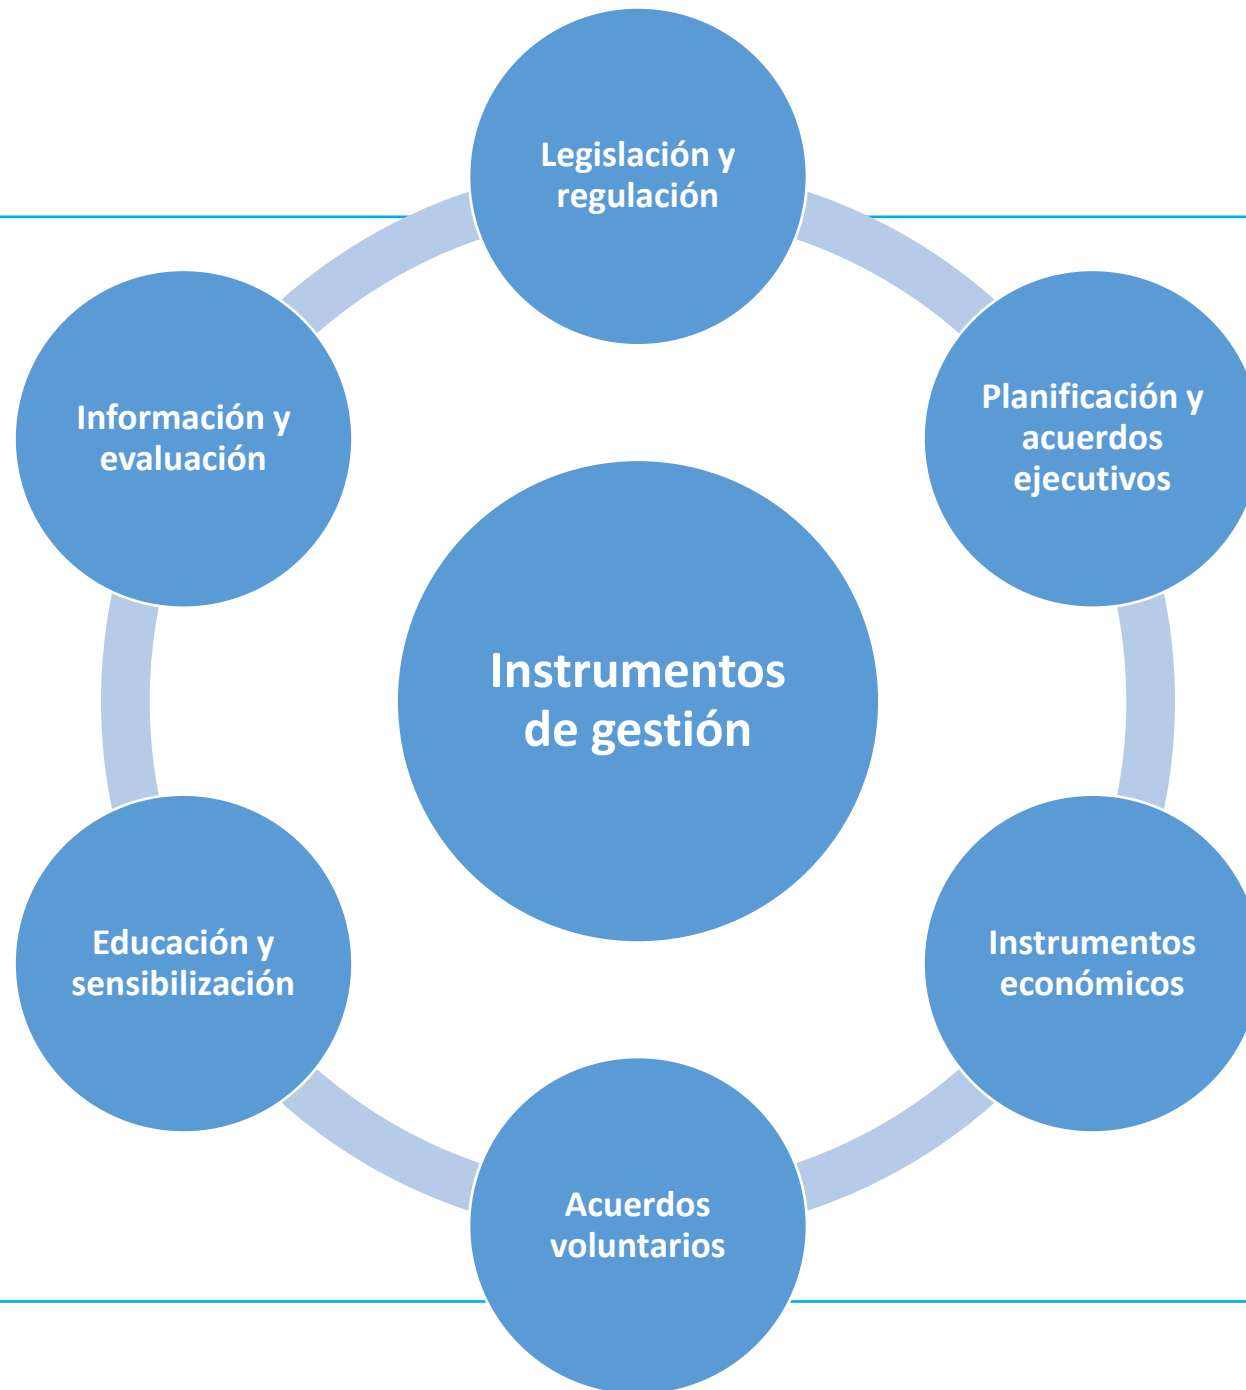 Legislación y
regulación
Planificación y
acuerdos
ejecutivos
Instrumentos
económicos
Acuerdos
voluntarios
Educación y
sensibilización
Información y
evaluación
Instrumentos
de gestión